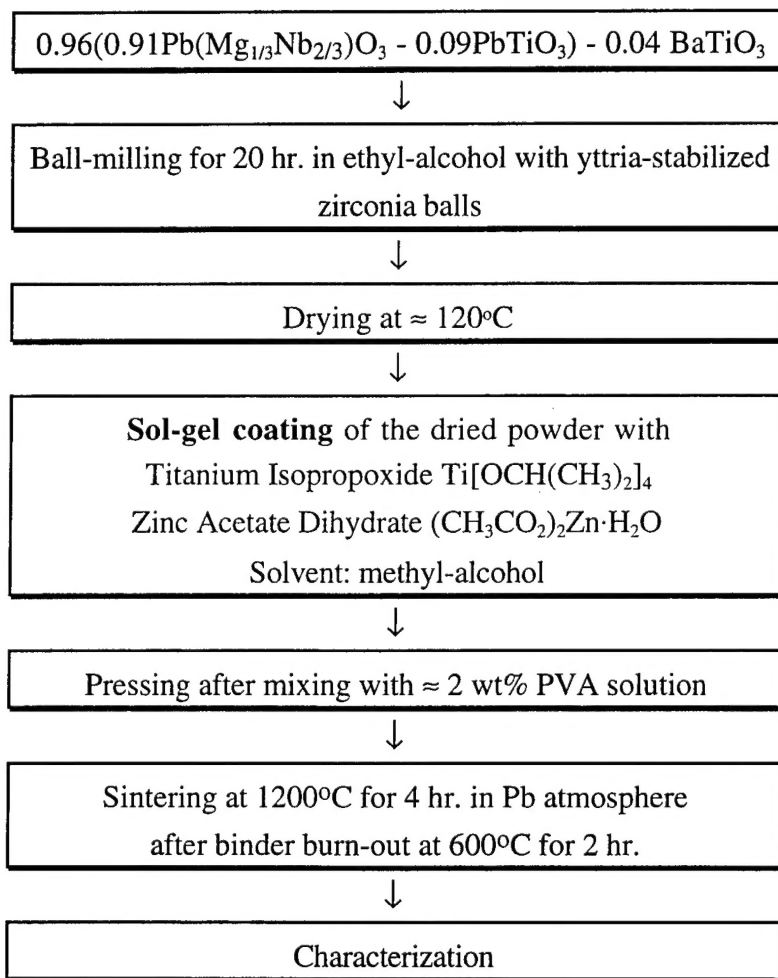 0.96(0.91Pb(Mg₁/₃Nb₂/₃)O₃ - 0.09PbTiO₃) - 0.04 BaTiO₃
↓
Ball-milling for 20 hr. in ethyl-alcohol with yttria-stabilized
zirconia balls
↓
Drying at ≈ 120°C
↓
Sol-gel coating of the dried powder with
Titanium Isopropoxide Ti[OCH(CH₃)₂]₄
Zinc Acetate Dihydrate (CH₃CO₂)₂Zn·H₂O
Solvent: methyl-alcohol
↓
Pressing after mixing with ≈ 2 wt% PVA solution
↓
Sintering at 1200°C for 4 hr. in Pb atmosphere
after binder burn-out at 600°C for 2 hr.
↓
Characterization